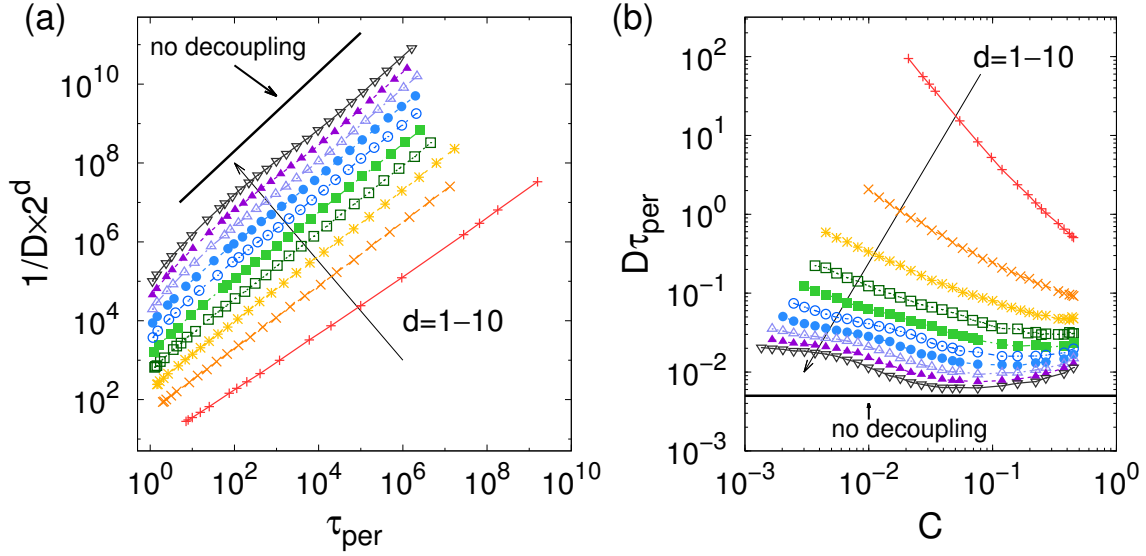 (a)
no decoupling
d=1−10
1/D×2^d
10^10
10^8
10^6
10^4
10^2
10^0 10^2 10^4 10^6 10^8 10^10
τ_per
(b)
d=1−10
no decoupling
Dτ_per
10^2
10^1
10^0
10^-1
10^-2
10^-3
10^-3 10^-2 10^-1 10^0
C